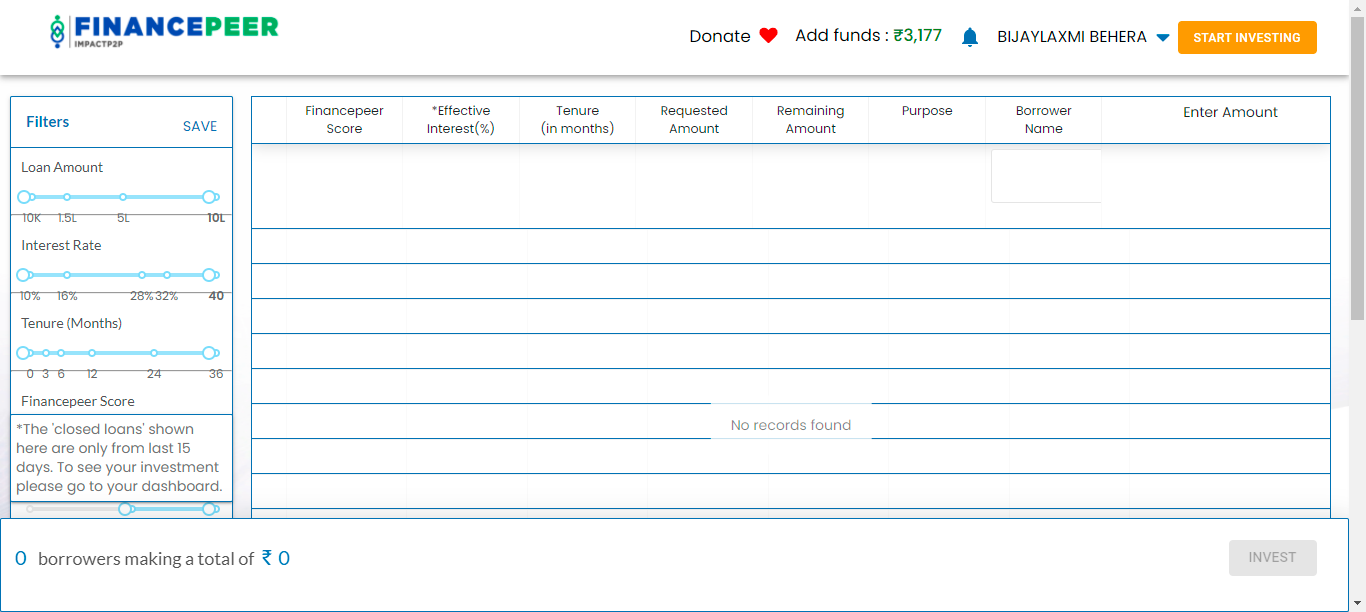 FINANCEPEER
IMPACTP2P
Donate Add funds : ₹3,177 BIJAYLAXMI BEHERA START INVESTING
Filters
SAVE
Loan Amount
10K 1.5L 5L 10L
Interest Rate
10% 16% 28% 32% 40
Tenure (Months)
0 3 6 12 24 36
Financepeer Score
*The 'closed loans' shown
here are only from last 15
days. To see your investment
please go to your dashboard.
Financepeer Score
*Effective Interest(%)
Tenure (in months)
Requested Amount
Remaining Amount
Purpose
Borrower Name
Enter Amount
No records found
0 borrowers making a total of ₹ 0
INVEST